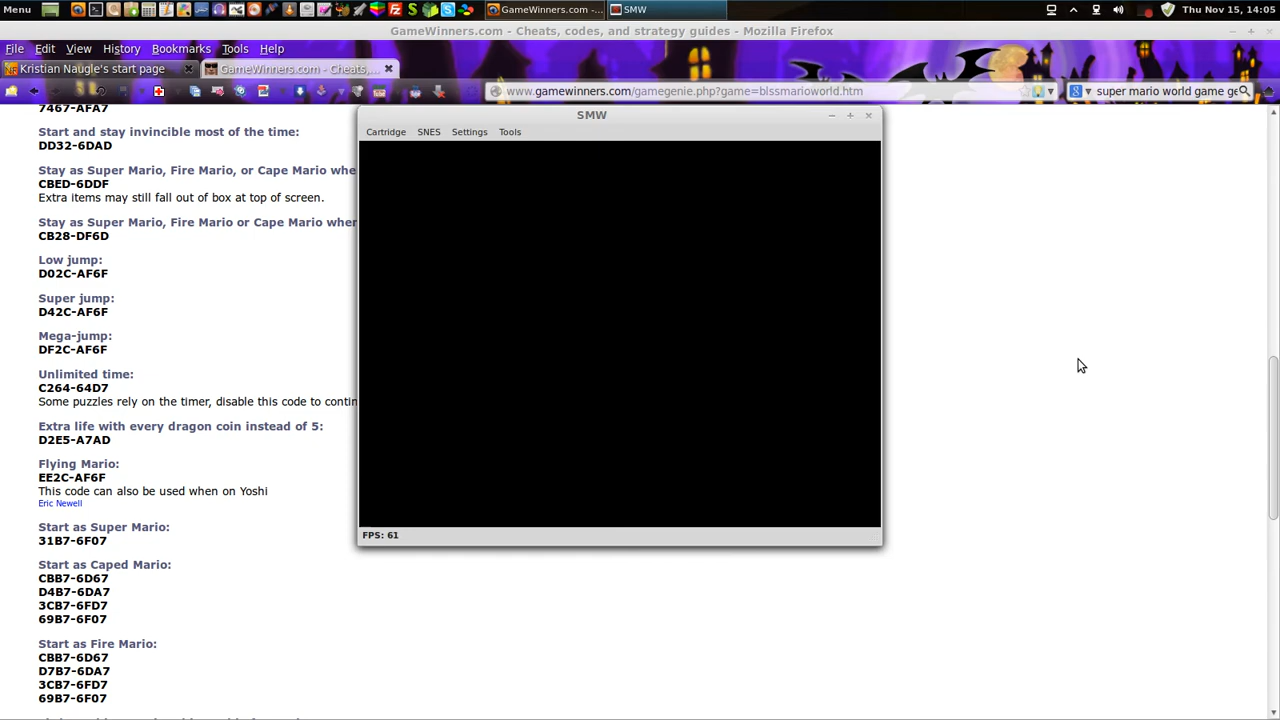 Menu
GameWinners.com -...
SMW
Thu Nov 15, 14:05
GameWinners.com - Cheats, codes, and strategy guides - Mozilla Firefox
File Edit View History Bookmarks Tools Help
Kristian Naugle's start page
GameWinners.com - Cheats,...
www.gamewinners.com/gamegenie.php?game=blssmarioworld.htm
super mario world game ge
7467-AFA7
Start and stay invincible most of the time:
DD32-6DAD
Stay as Super Mario, Fire Mario, or Cape Mario whe
CBED-6DDF
Extra items may still fall out of box at top of screen.
Stay as Super Mario, Fire Mario or Cape Mario wher
CB28-DF6D
Low jump:
D02C-AF6F
Super jump:
D42C-AF6F
Mega-jump:
DF2C-AF6F
Unlimited time:
C264-64D7
Some puzzles rely on the timer, disable this code to contin
Extra life with every dragon coin instead of 5:
D2E5-A7AD
Flying Mario:
EE2C-AF6F
This code can also be used when on Yoshi
Eric Newell
Start as Super Mario:
31B7-6F07
Start as Caped Mario:
CBB7-6D67
D4B7-6DA7
3CB7-6FD7
69B7-6F07
Start as Fire Mario:
CBB7-6D67
D7B7-6DA7
3CB7-6FD7
69B7-6F07
SMW
Cartridge SNES Settings Tools
FPS: 61